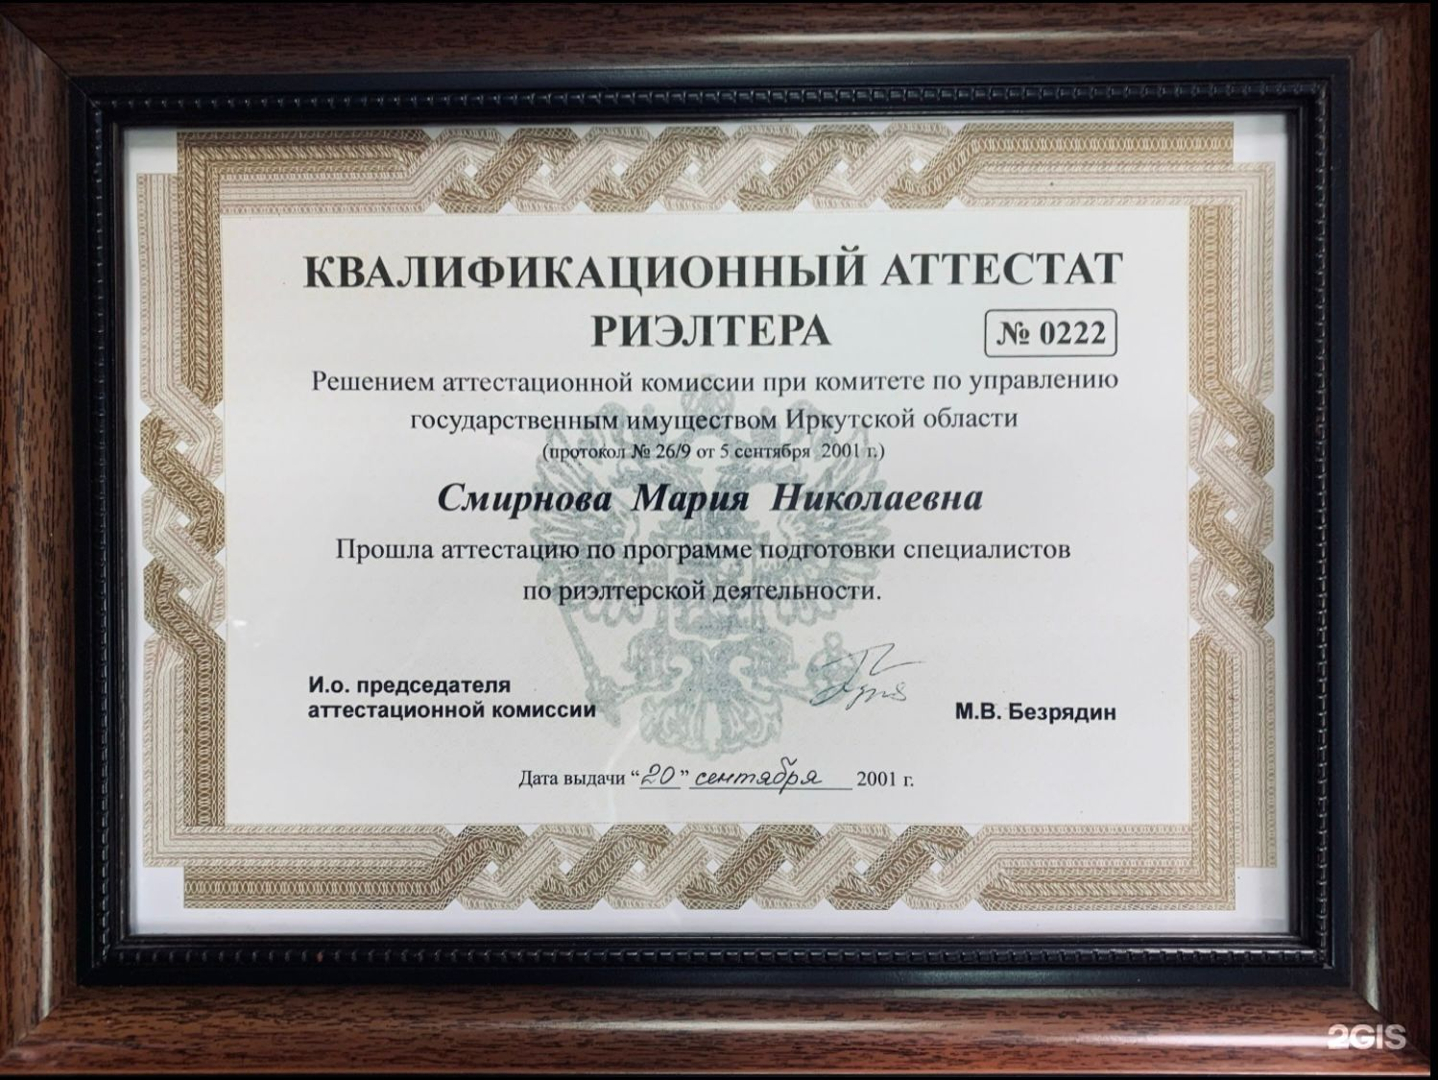 КВАЛИФИКАЦИОННЫЙ АТТЕСТАТ
РИЭЛТЕРА
№ 0222
Решением аттестационной комиссии при комитете по управлению
государственным имуществом Иркутской области
(протокол № 26/9 от 5 сентября 2001 г.)
Смирнова Мария Николаевна
Прошла аттестацию по программе подготовки специалистов
по риэлтерской деятельности.
И.о. председателя
аттестационной комиссии
М.В. Безрядин
Дата выдачи “20” сентября 2001 г.
2GIS